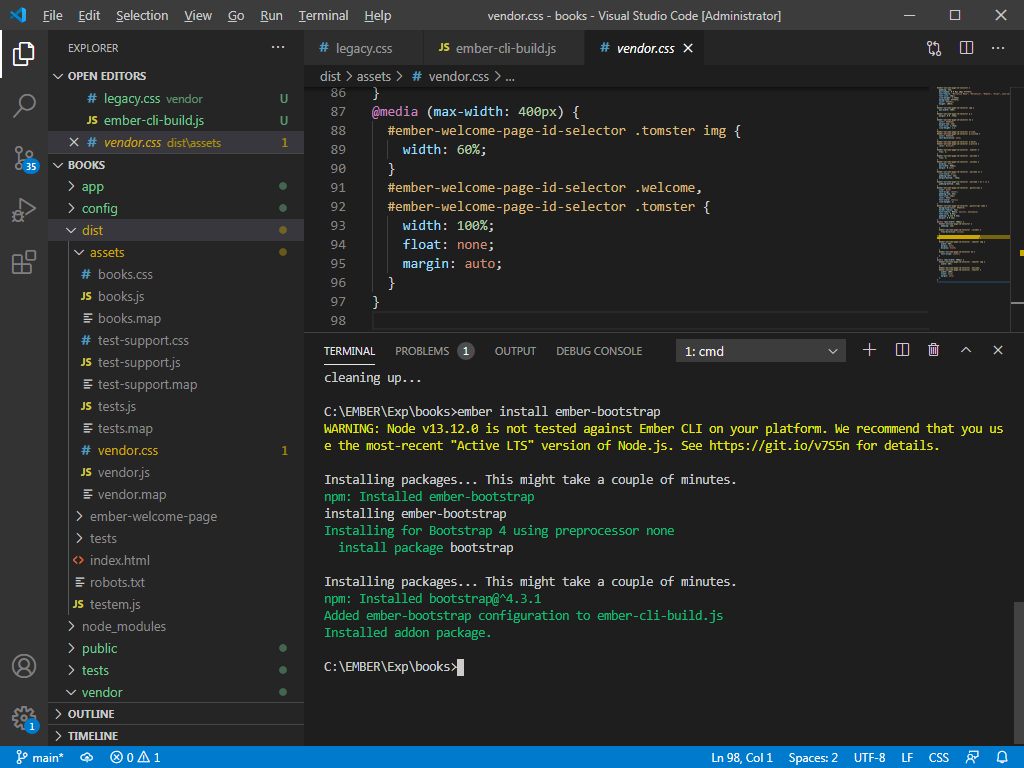 File Edit Selection View Go Run Terminal Help vendor.css - books - Visual Studio Code [Administrator]
EXPLORER
OPEN EDITORS
# legacy.css vendor U
JS ember-cli-build.js U
# vendor.css dist\assets 1
BOOKS
app
config
dist
assets
# books.css
JS books.js
books.map
# test-support.css
JS test-support.js
test-support.map
JS tests.js
tests.map
# vendor.css 1
JS vendor.js
vendor.map
ember-welcome-page
tests
<> index.html
robots.txt
JS testem.js
node_modules
public
tests
vendor
OUTLINE
TIMELINE
35
1
# legacy.css JS ember-cli-build.js # vendor.css
dist > assets > # vendor.css > ...
86 }
87 @media (max-width: 400px) {
88 #ember-welcome-page-id-selector .tomster img {
89 width: 60%;
90 }
91 #ember-welcome-page-id-selector .welcome,
92 #ember-welcome-page-id-selector .tomster {
93 width: 100%;
94 float: none;
95 margin: auto;
96 }
97 }
98
TERMINAL PROBLEMS 1 OUTPUT DEBUG CONSOLE 1: cmd
cleaning up...
C:\EMBER\Exp\books>ember install ember-bootstrap
WARNING: Node v13.12.0 is not tested against Ember CLI on your platform. We recommend that you us
e the most-recent "Active LTS" version of Node.js. See https://git.io/v7S5n for details.
Installing packages... This might take a couple of minutes.
npm: Installed ember-bootstrap
installing ember-bootstrap
Installing for Bootstrap 4 using preprocessor none
install package bootstrap
Installing packages... This might take a couple of minutes.
npm: Installed bootstrap@^4.3.1
Added ember-bootstrap configuration to ember-cli-build.js
Installed addon package.
C:\EMBER\Exp\books>
main* 0 1 Ln 98, Col 1 Spaces: 2 UTF-8 LF CSS